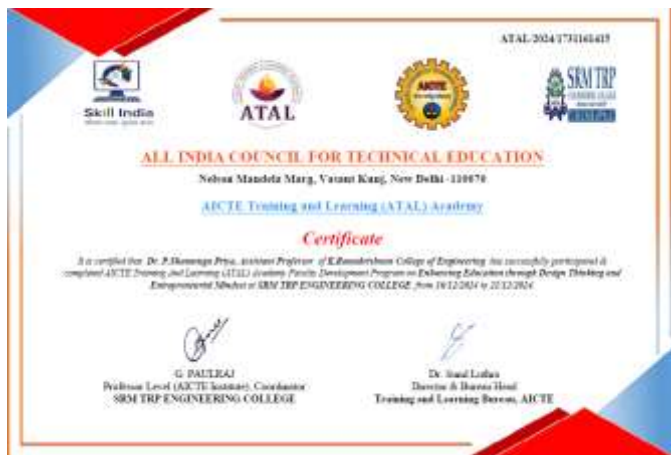 ATAL/2024/1731161415
Skill India
ATAL
AICTE
SRM TRP
ALL INDIA COUNCIL FOR TECHNICAL EDUCATION
Nelson Mandela Marg, Vasant Kunj, New Delhi -110070
AICTE Training and Learning (ATAL) Academy
Certificate
It is certified that Dr. P. Priya, Assistant Professor of K.Ramakrishnan College of Engineering has successfully participated &
completed AICTE Training And Learning (ATAL) Academy Faculty Development Program on Enhancing Education through Design Thinking and
Entrepreneurial Mindset at SRM TRP ENGINEERING COLLEGE from 16/12/2024 to 21/12/2024
G. PAULRAJ
Dr. Sunil Luthra
Professor Level (AICTE Institute), Coordinator
Director & Bureau Head
SRM TRP ENGINEERING COLLEGE
Training and Learning Bureau, AICTE